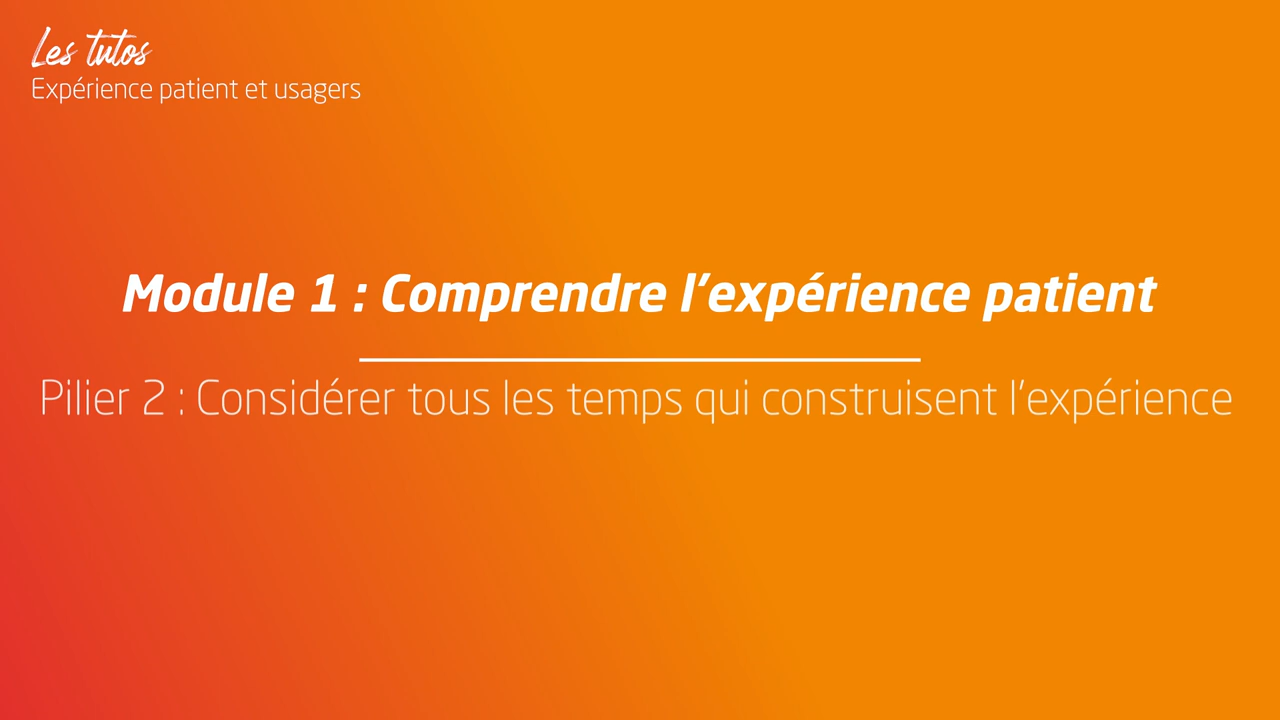 Les tutos
Expérience patient et usagers
Module 1 : Comprendre l’expérience patient
Pilier 2 : Considérer tous les temps qui construisent l’expérience